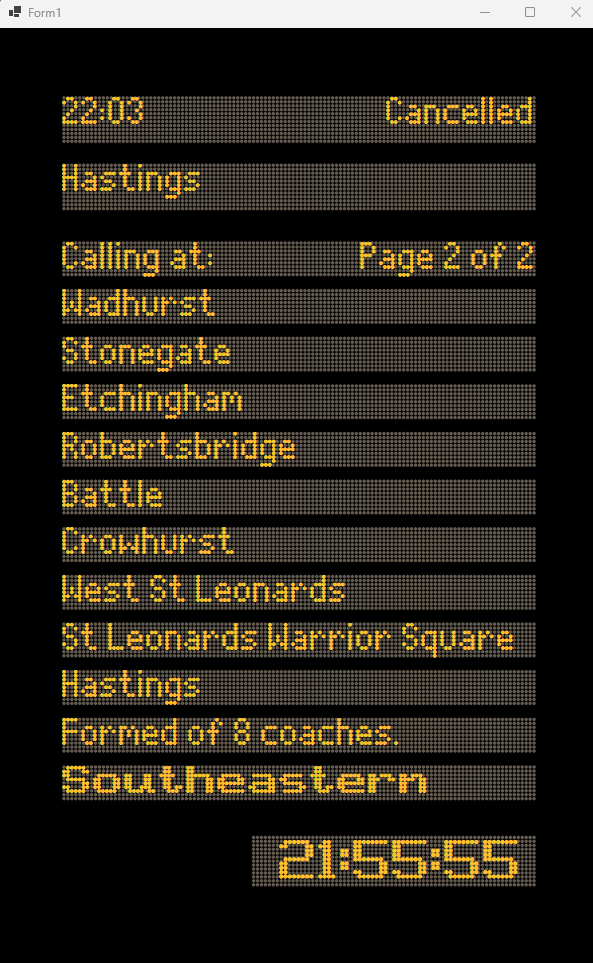 Form1
22:03 Cancelled
Hastings
Calling at: Page 2 of 2
Wadhurst
Stonegate
Etchingham
Robertsbridge
Battle
Crowhurst
West St Leonards
St Leonards Warrior Square
Hastings
Formed of 8 coaches.
Southeastern
21:55:55